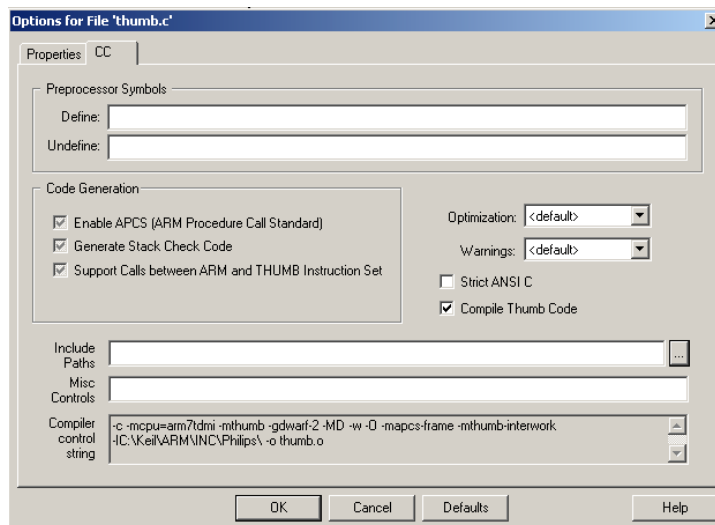 Options for File 'thumb.c'
Properties CC
Preprocessor Symbols
Define:
Undefine:
Code Generation
Enable APCS (ARM Procedure Call Standard)
Generate Stack Check Code
Support Calls between ARM and THUMB Instruction Set
Optimization: <default>
Warnings: <default>
Strict ANSI C
Compile Thumb Code
Include
Paths
...
Misc
Controls
Compiler
control
string
-c -mcpu=arm7tdmi -mthumb -gdwarf-2 -MD -w -O -mapcs-frame -mthumb-interwork
-IC:\Keil\ARM\INC\Philips\ -o thumb.o
OK Cancel Defaults Help